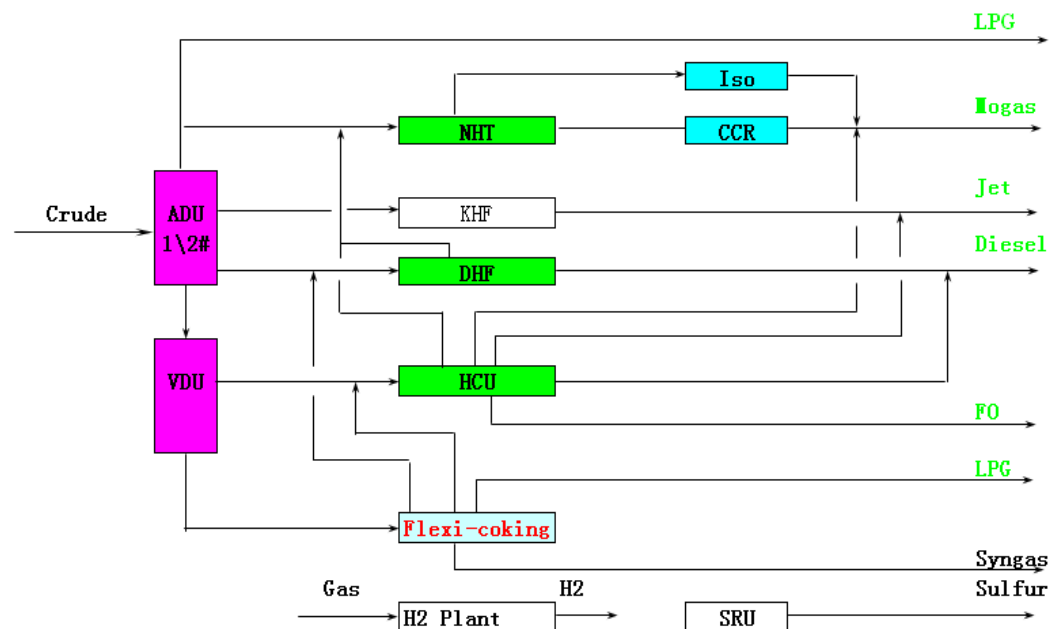 LPG
Iso
Mogas
NHT
CCR
Jet
Crude
ADU
1\2#
KHF
Diesel
DHF
VDU
HCU
FO
LPG
Flexi-coking
Syngas
Gas
H2
Sulfur
H2 Plant
SRU